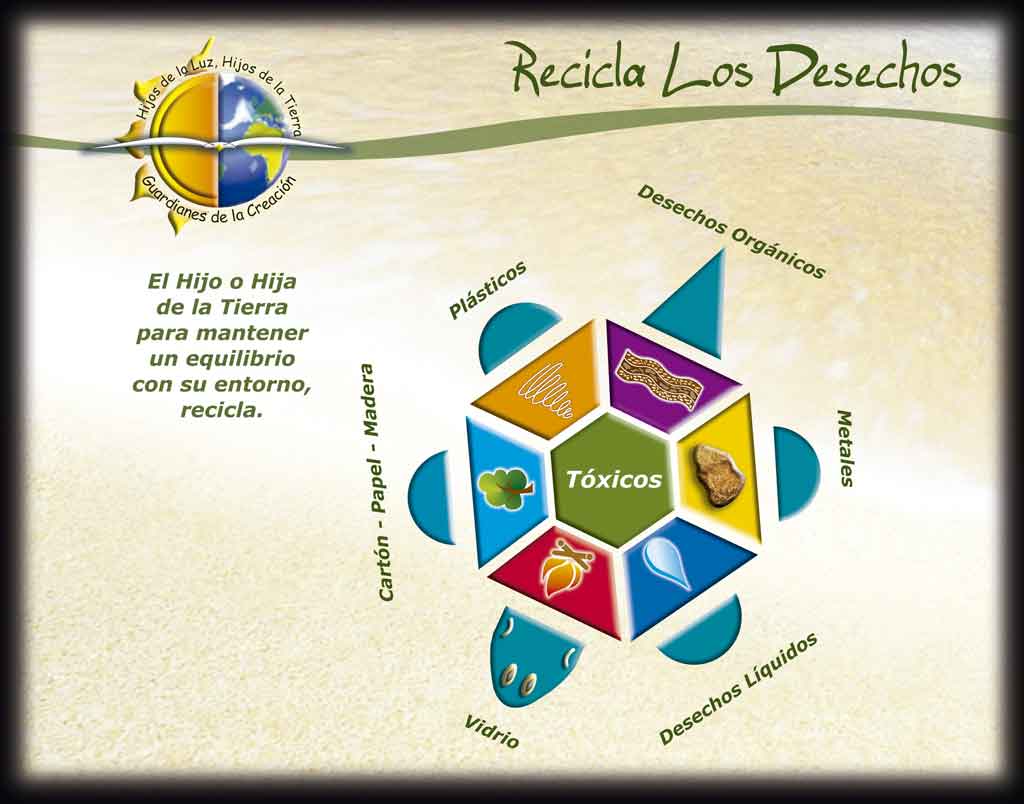 Recicla Los Desechos
Hijos de la Luz, Hijos de la Tierra
Guardianes de la Creación
El Hijo o Hija
de la Tierra
para mantener
un equilibrio
con su entorno,
recicla.
Desechos Orgánicos
Plásticos
Cartón - Papel - Madera
Metales
Tóxicos
Desechos Líquidos
Vidrio